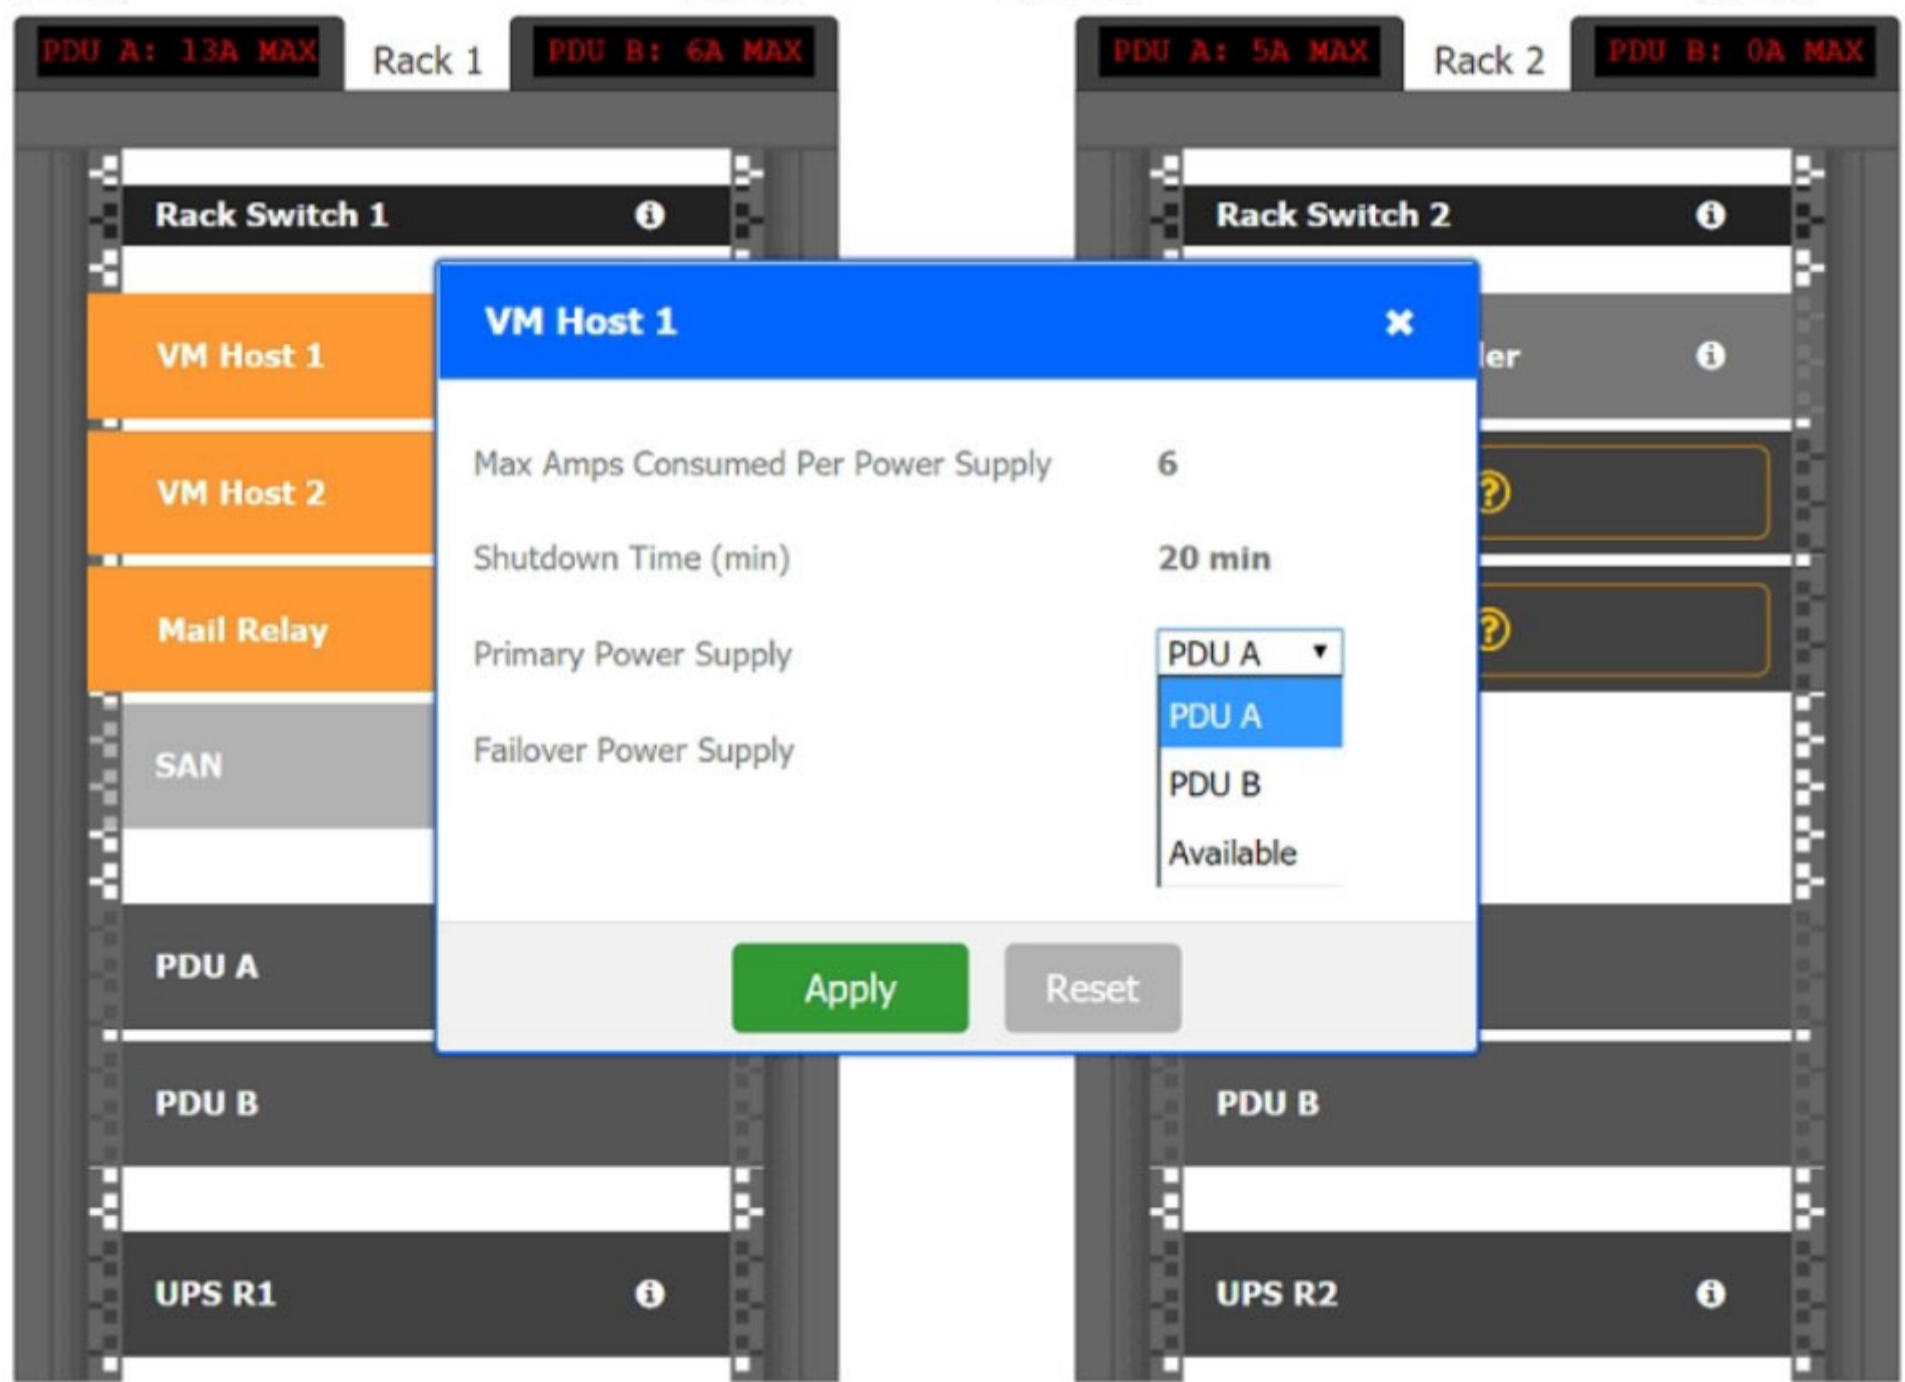 PDU A: 13A MAX
Rack 1
PDU B: 6A MAX
PDU A: 5A MAX
Rack 2
PDU B: 0A MAX
Rack Switch 1
Rack Switch 2
VM Host 1
VM Host 2
Mail Relay
SAN
PDU A
PDU B
UPS R1
VM Host 1
Max Amps Consumed Per Power Supply 6
Shutdown Time (min) 20 min
Primary Power Supply PDU A
Failover Power Supply
PDU A
PDU B
Available
Apply Reset
ler
?
?
PDU B
UPS R2